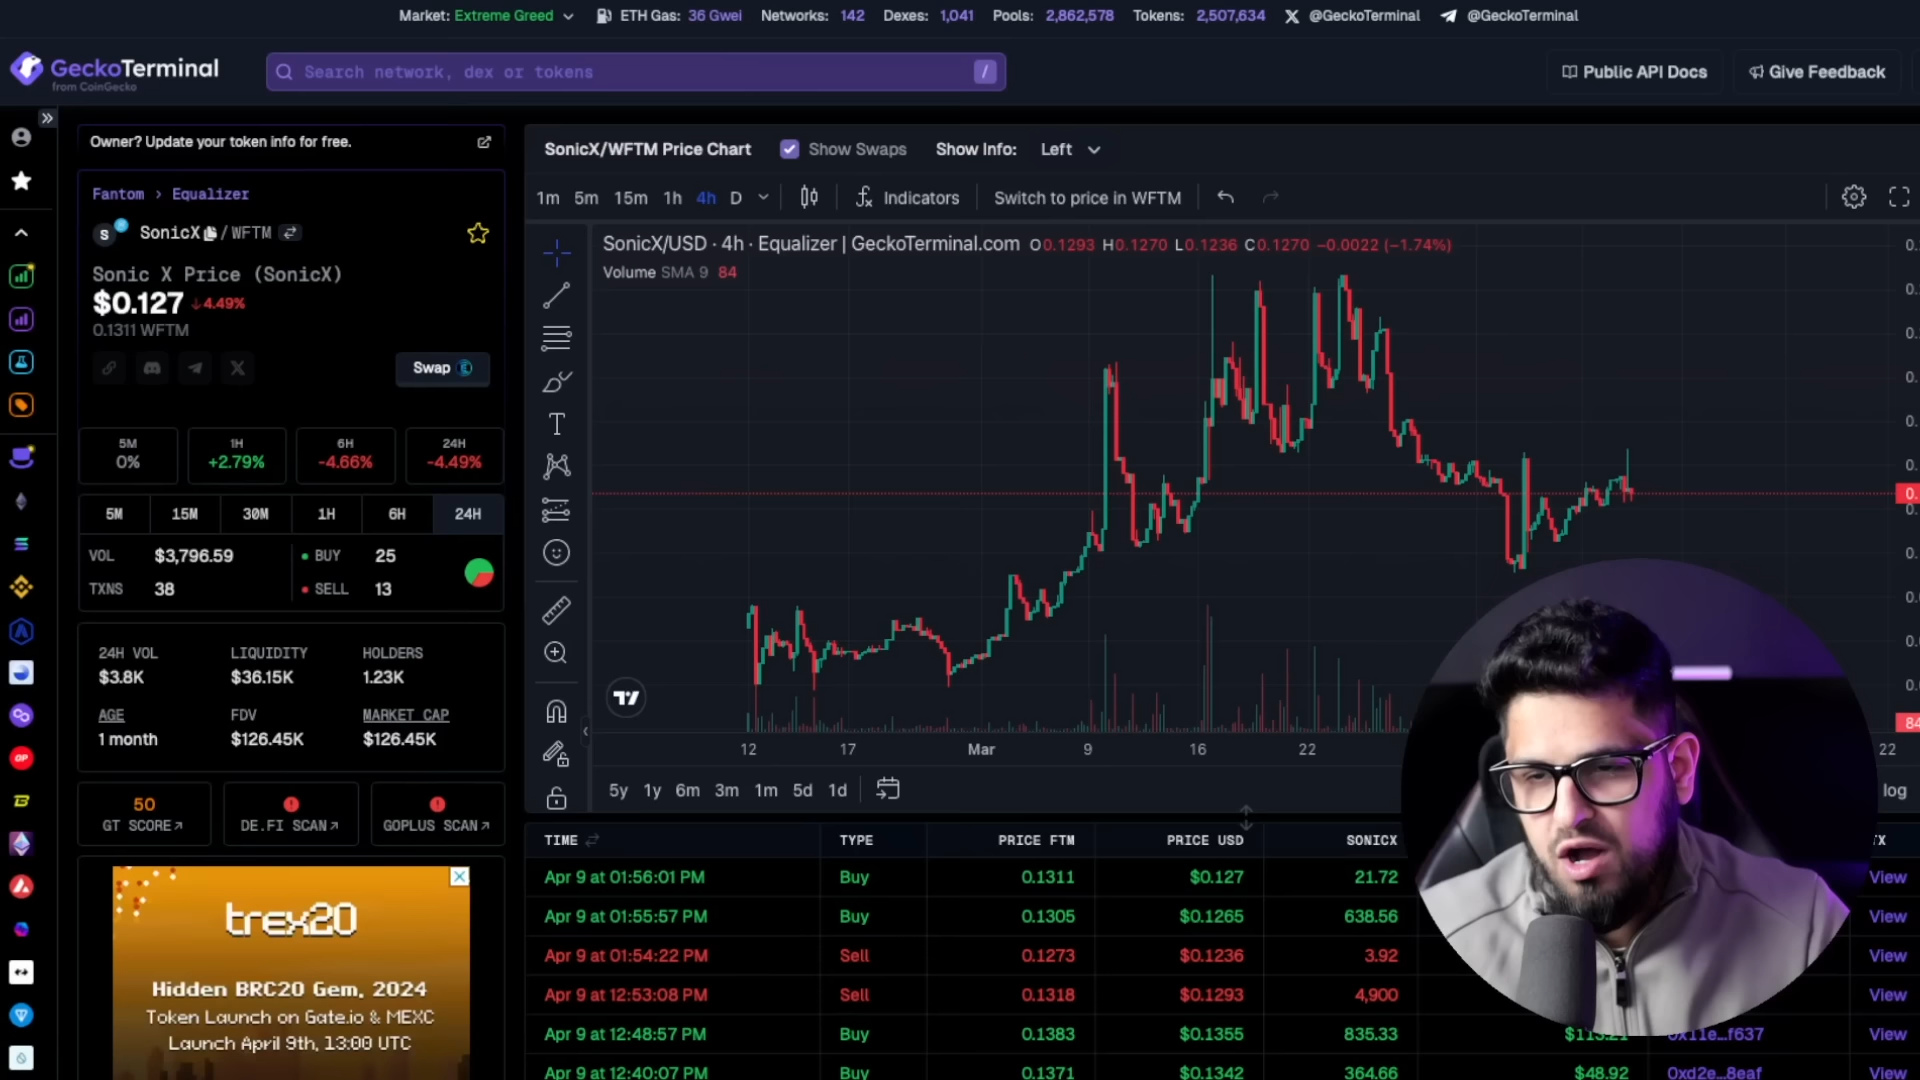 Market: Extreme Greed ETH Gas: 36 Gwei Networks: 142 Dexes: 1,041 Pools: 2,862,578 Tokens: 2,507,634 @GeckoTerminal @GeckoTerminal
GeckoTerminal
from CoinGecko
Search network, dex or tokens /
Public API Docs
Give Feedback
Owner? Update your token info for free.
Fantom > Equalizer
S SonicX / WFTM
Sonic X Price (SonicX)
$0.127 ↓4.49%
0.1311 WFTM
Swap
5M 1H 6H 24H
0% +2.79% -4.66% -4.49%
5M 15M 30M 1H 6H 24H
VOL $3,796.59 BUY 25
TXNS 38 SELL 13
24H VOL LIQUIDITY HOLDERS
$3.8K $36.15K 1.23K
AGE FDV MARKET CAP
1 month $126.45K $126.45K
50
GT SCORE DE.FI SCAN GOPLUS SCAN
trex20
Hidden BRC20 Gem, 2024
Token Launch on Gate.io & MEXC
Launch April 9th, 13:00 UTC
SonicX/WFTM Price Chart Show Swaps Show Info: Left
1m 5m 15m 1h 4h D Indicators Switch to price in WFTM
SonicX/USD · 4h · Equalizer | GeckoTerminal.com O0.1293 H0.1270 L0.1236 C0.1270 −0.0022 (−1.74%)
Volume SMA 9 84
12 17 Mar 9 16 22 22
5y 1y 6m 3m 1m 5d 1d log
TIME TYPE PRICE FTM PRICE USD SONICX
Apr 9 at 01:56:01 PM Buy 0.1311 $0.127 21.72 View
Apr 9 at 01:55:57 PM Buy 0.1305 $0.1265 638.56 View
Apr 9 at 01:54:22 PM Sell 0.1273 $0.1236 3.92 View
Apr 9 at 12:53:08 PM Sell 0.1318 $0.1293 4,900 View
Apr 9 at 12:48:57 PM Buy 0.1383 $0.1355 835.33 $113.21 0x11e…f637 View
Apr 9 at 12:40:07 PM Buy 0.1371 $0.1342 364.66 $48.92 0xd2e…8eaf View